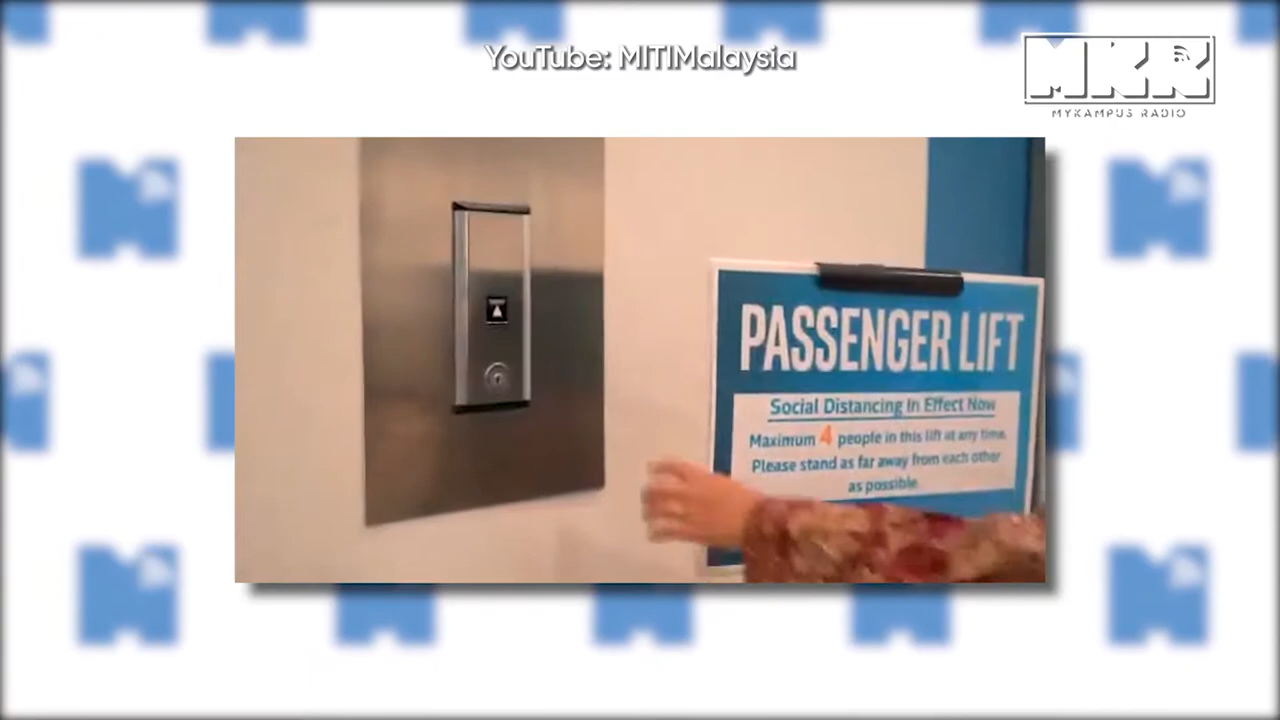 YouTube: MITIMalaysia
MKR
MYKAMPUS RADIO
PASSENGER LIFT
Social Distancing In Effect Now
Maximum 4 people in this lift at any time.
Please stand as far away from each other
as possible.